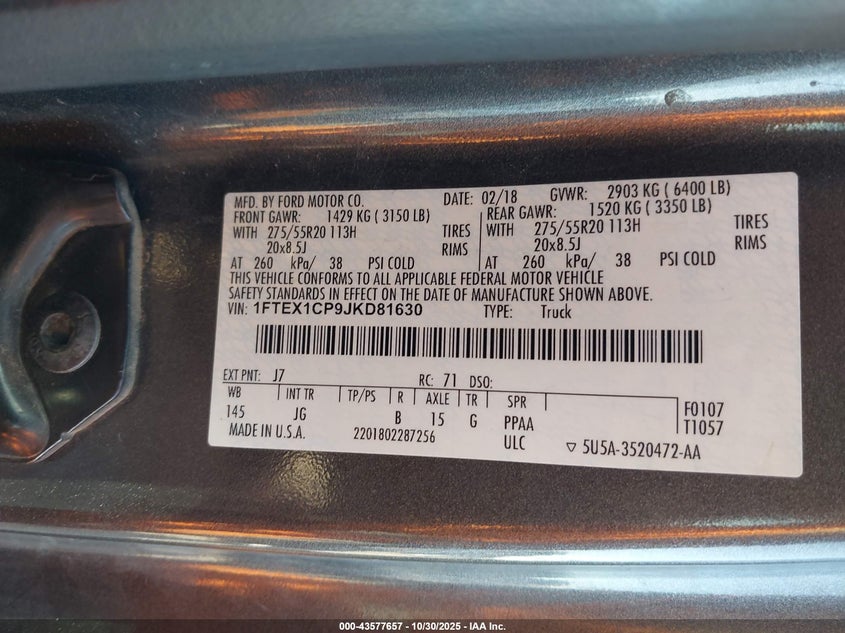 MFD. BY FORD MOTOR CO. DATE: 02/18 GVWR: 2903 KG ( 6400 LB)
FRONT GAWR: 1429 KG ( 3150 LB) REAR GAWR: 1520 KG ( 3350 LB)
WITH 275/55R20 113H TIRES WITH 275/55R20 113H TIRES
20x8.5J RIMS 20x8.5J RIMS
AT 260 kPa/ 38 PSI COLD AT 260 kPa/ 38 PSI COLD
THIS VEHICLE CONFORMS TO ALL APPLICABLE FEDERAL MOTOR VEHICLE
SAFETY STANDARDS IN EFFECT ON THE DATE OF MANUFACTURE SHOWN ABOVE.
VIN: 1FTEX1CP9JKD81630 TYPE: Truck
EXT PNT: J7 RC: 71 DSO:
WB INT TR TP/PS R AXLE TR SPR F0107
145 JG B 15 G PPAA T1057
MADE IN U.S.A. 2201802287256 ULC ▽ 5U5A-3520472-AA
000-43577657 - 10/30/2025 - IAA Inc.